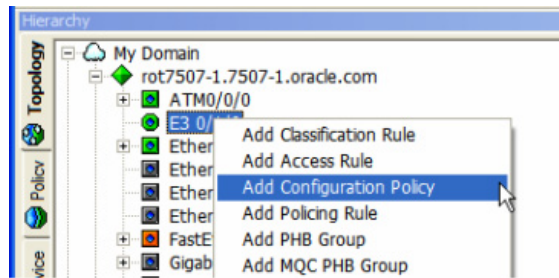 Hierarchy
Topology
Policy
My Domain
rot7507-1.7507-1.oracle.com
ATM0/0/0
E3 0/
Ether
Ether
Ether
Ether
FastE
Gigab
Add Classification Rule
Add Access Rule
Add Configuration Policy
Add Policing Rule
Add PHB Group
Add MQC PHB Group